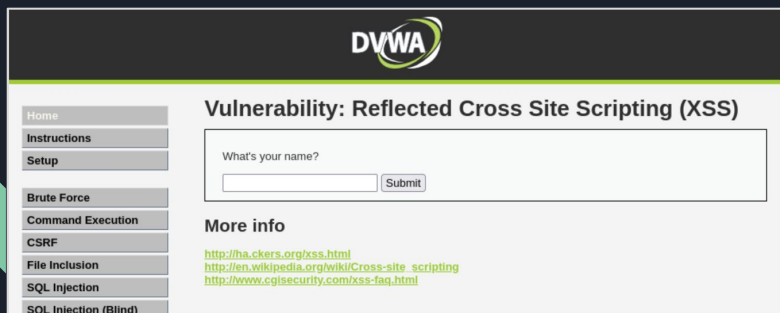 DVWA
Home
Instructions
Setup
Brute Force
Command Execution
CSRF
File Inclusion
SQL Injection
SQL Injection (Blind)
Vulnerability: Reflected Cross Site Scripting (XSS)
What's your name?
Submit
More info
http://ha.ckers.org/xss.html
http://en.wikipedia.org/wiki/Cross-site_scripting
http://www.cgisecurity.com/xss-faq.html